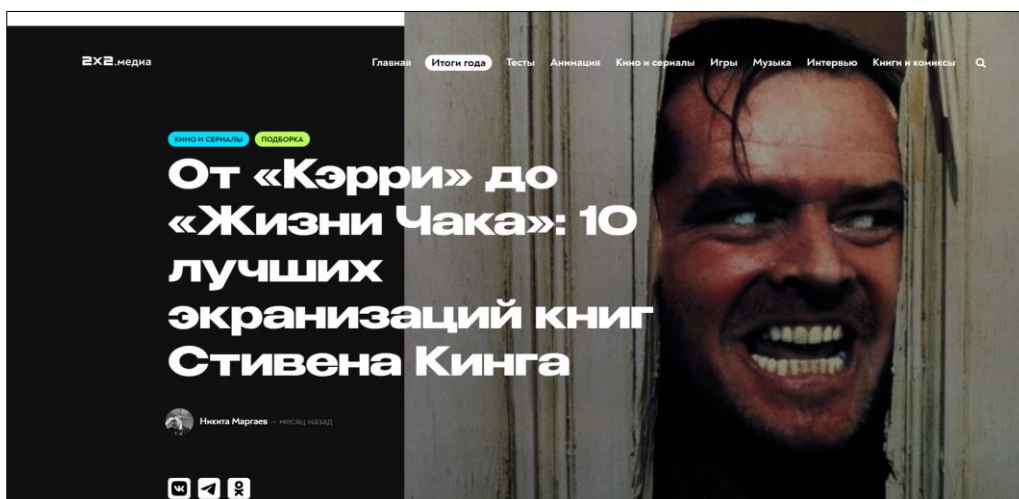 2x2.медиа
Главная Итоги года Тесты Анимация Кино и сериалы Игры Музыка Интервью Книги и комиксы
КИНО И СЕРИАЛЫ ПОДБОРКА
От «Кэрри» до
«Жизни Чака»: 10
лучших
экранизаций книг
Стивена Кинга
Никита Маргаев — месяц назад